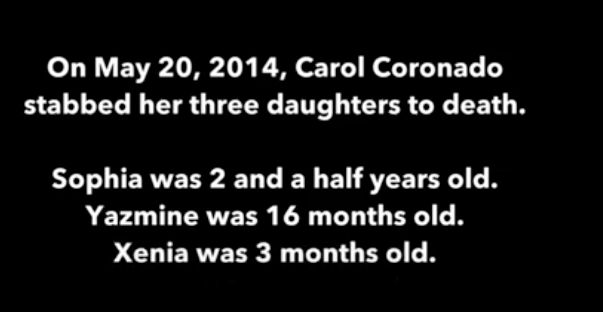 On May 20, 2014, Carol Coronado
stabbed her three daughters to death.
Sophia was 2 and a half years old.
Yazmine was 16 months old.
Xenia was 3 months old.